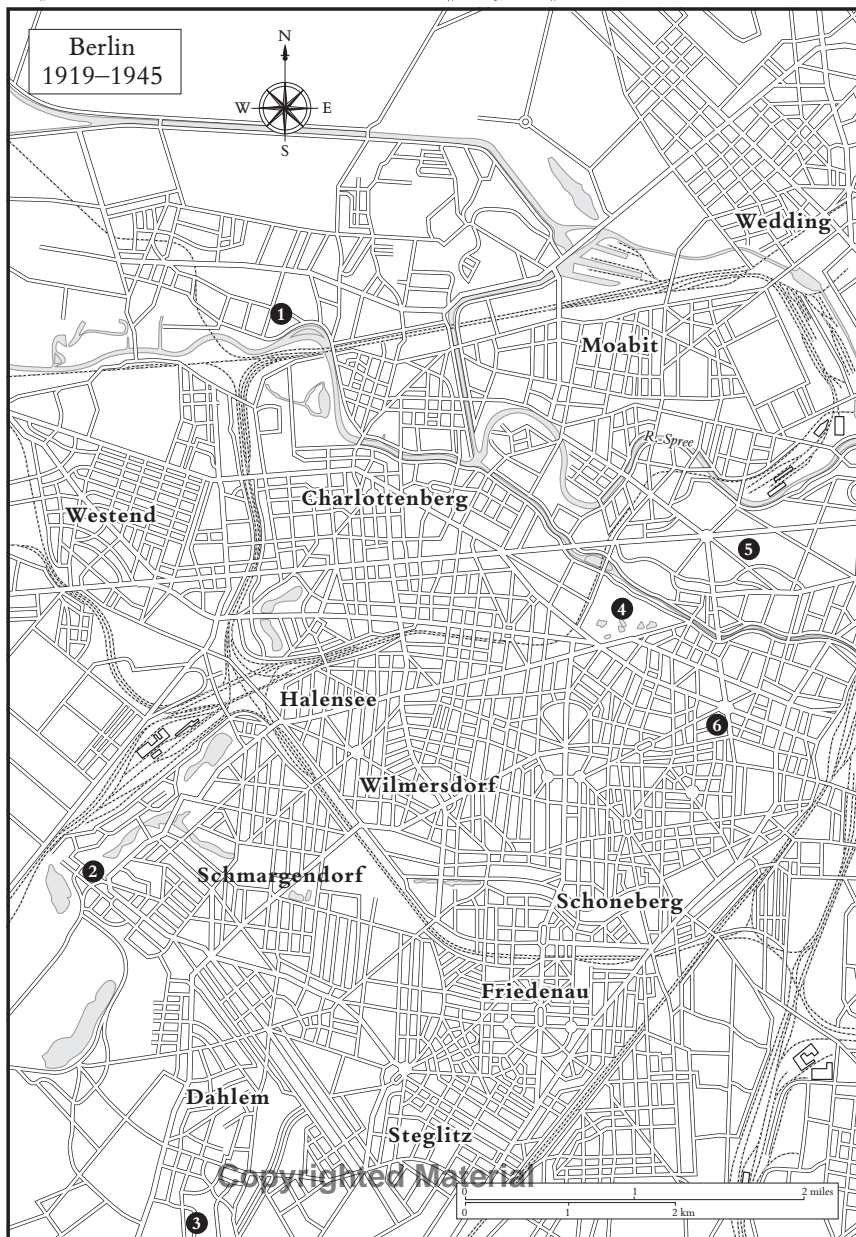 Berlin
1919–1945
N
W
E
S
Wedding
1
Moabit
R. Spree
Charlottenberg
Westend
5
4
Halensee
6
Wilmersdorf
2
Schmargendorf
Schoneberg
Friedenau
Dahlem
Steglitz
Copyrighted Material
0 1 2 miles
0 1 2 km
3